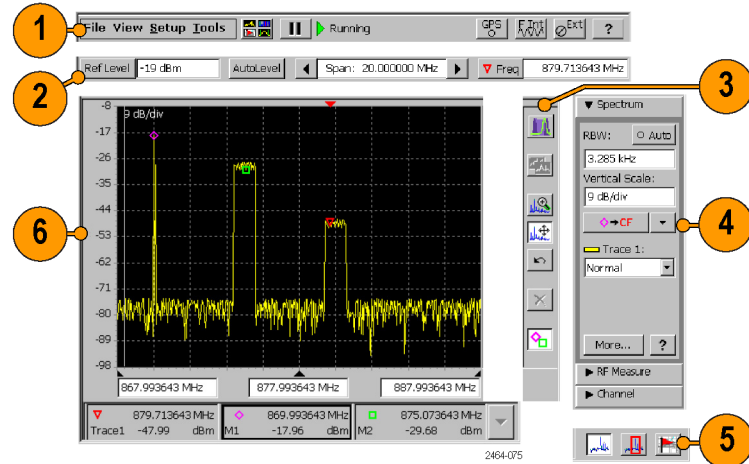 1
File View Setup Tools
Running
GPS
F Int
Ext
?
2
Ref Level
-19 dBm
AutoLevel
Span: 20.000000 MHz
Freq
879.713643 MHz
3
-8
9 dB/div
-17
-26
-35
-44
-53
-62
-71
-80
-89
-98
6
867.993643 MHz
877.993643 MHz
887.993643 MHz
879.713643 MHz
Trace1 -47.99 dBm
869.993643 MHz
M1 -17.96 dBm
875.073643 MHz
M2 -29.68 dBm
Spectrum
RBW:
Auto
3.285 kHz
Vertical Scale:
9 dB/div
→CF
4
Trace 1:
Normal
More...
?
RF Measure
Channel
5
2464-075